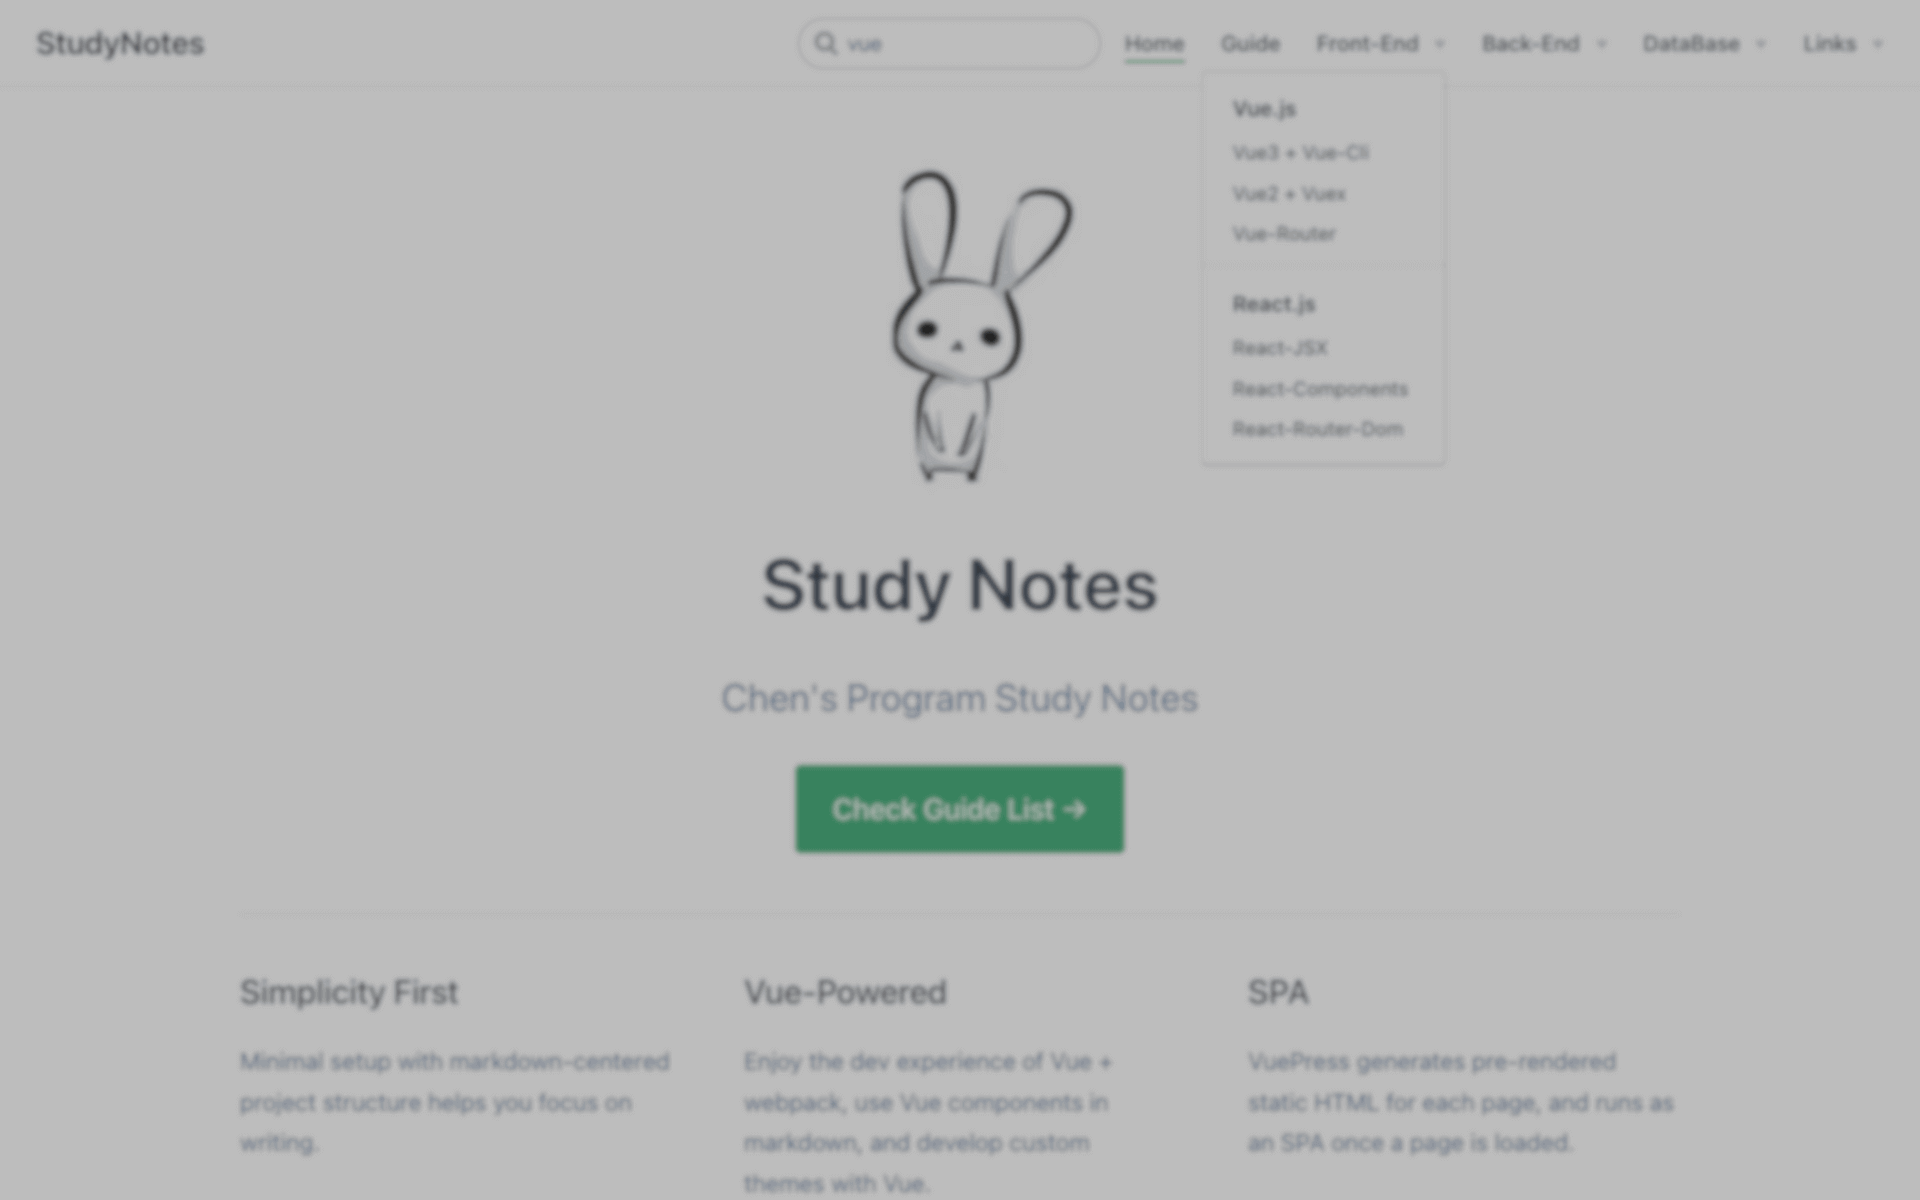 StudyNotes
vue
Home Guide Front-End Back-End DataBase Links
Vue.js
Vue3 + Vue-Cli
Vue2 + Vuex
Vue-Router
React.js
React-JSX
React-Components
React-Router-Dom
Study Notes
Chen's Program Study Notes
Check Guide List →
Simplicity First
Minimal setup with markdown-centered
project structure helps you focus on
writing.
Vue-Powered
Enjoy the dev experience of Vue +
webpack, use Vue components in
markdown, and develop custom
themes with Vue.
SPA
VuePress generates pre-rendered
static HTML for each page, and runs as
an SPA once a page is loaded.